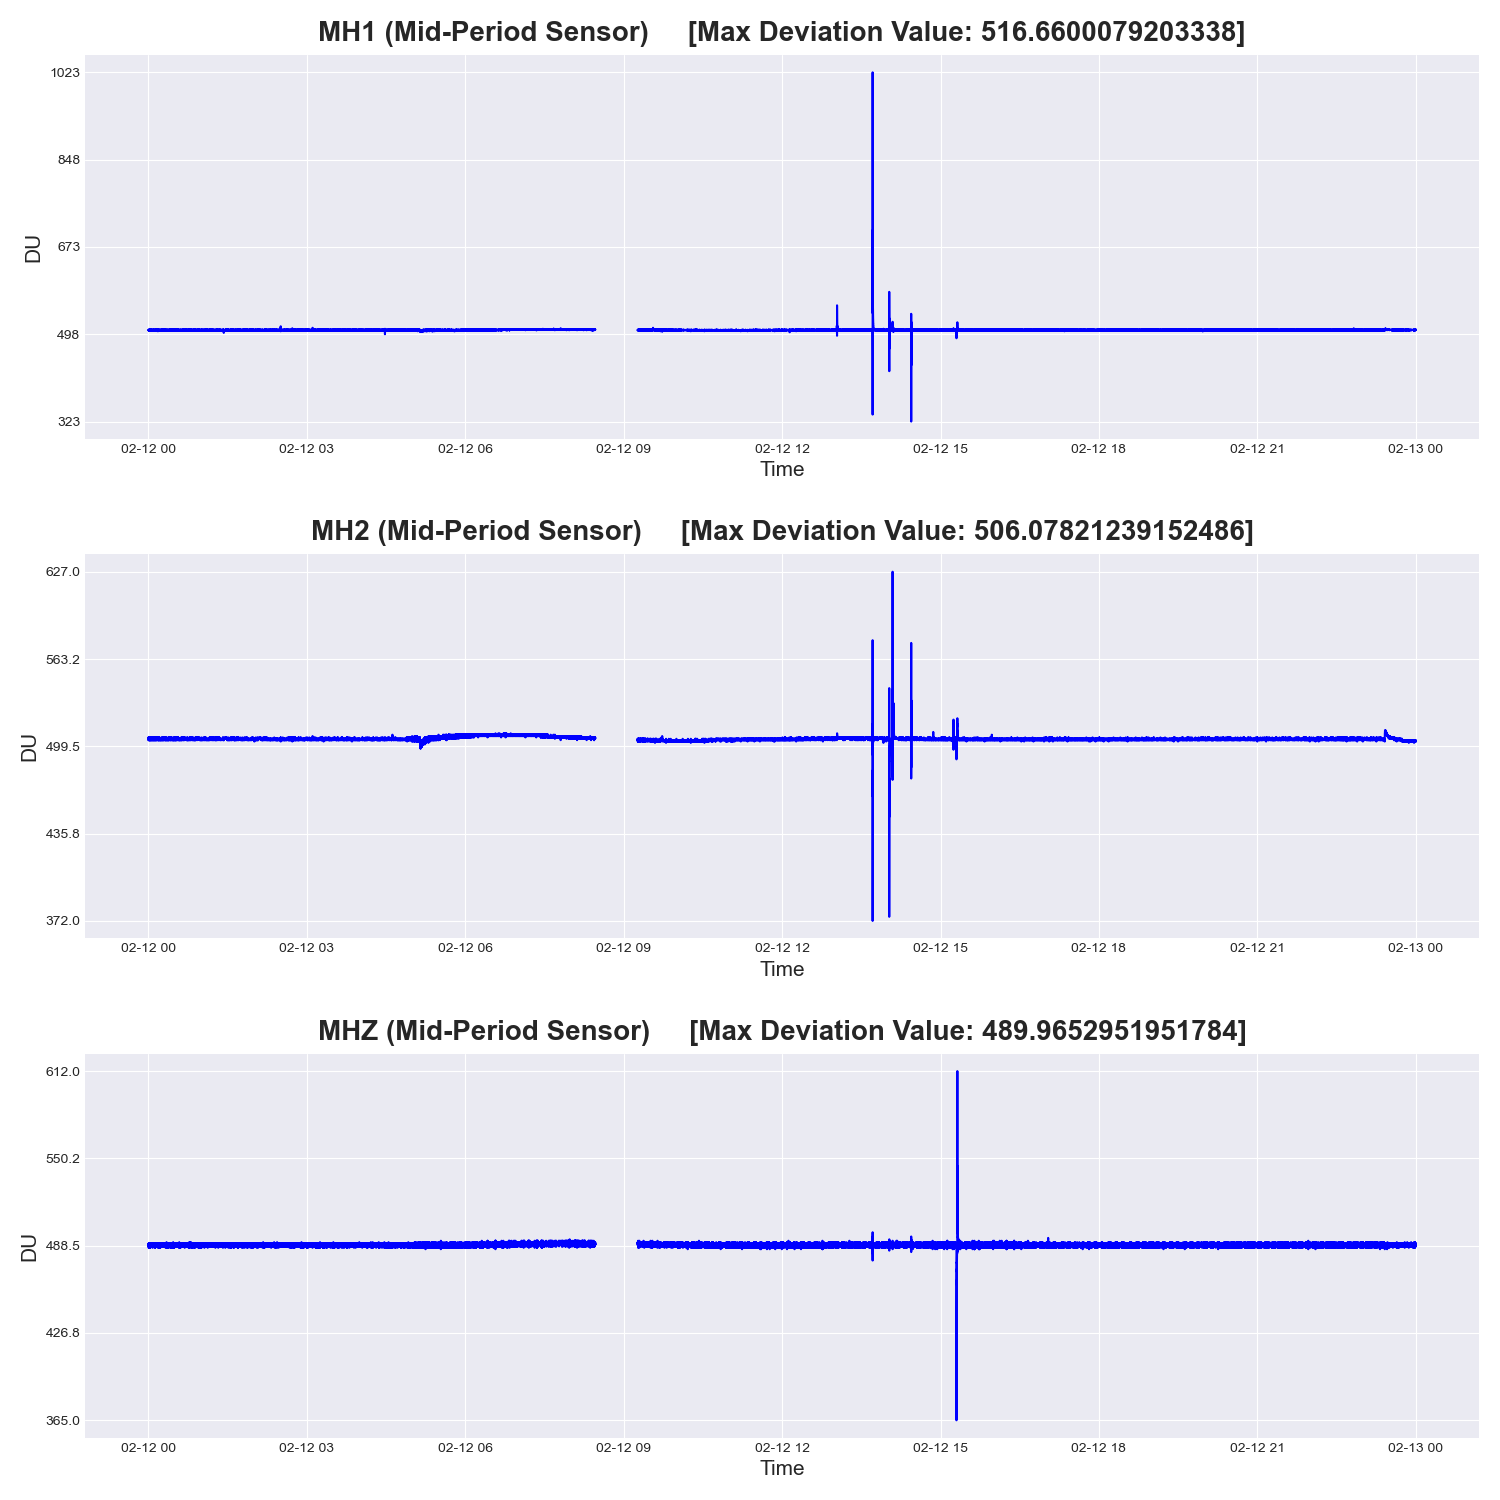 MH1 (Mid-Period Sensor) [Max Deviation Value: 516.6600079203338]
1023
848
673
498
323
DU
02-12 00 02-12 03 02-12 06 02-12 09 02-12 12 02-12 15 02-12 18 02-12 21 02-13 00
Time
MH2 (Mid-Period Sensor) [Max Deviation Value: 506.07821239152486]
627.0
563.2
499.5
435.8
372.0
DU
02-12 00 02-12 03 02-12 06 02-12 09 02-12 12 02-12 15 02-12 18 02-12 21 02-13 00
Time
MHZ (Mid-Period Sensor) [Max Deviation Value: 489.9652951951784]
612.0
550.2
488.5
426.8
365.0
DU
02-12 00 02-12 03 02-12 06 02-12 09 02-12 12 02-12 15 02-12 18 02-12 21 02-13 00
Time